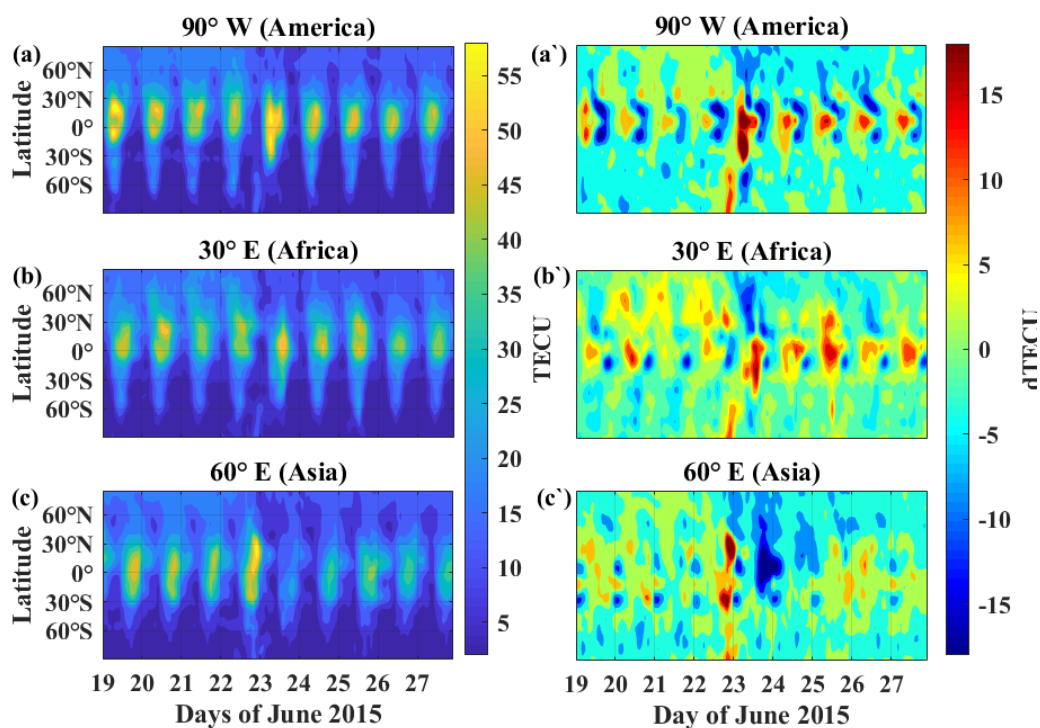 90° W (America)
(a)
Latitude
60°N
30°N
0°
30°S
60°S
30° E (Africa)
(b)
Latitude
60°N
30°N
0°
30°S
60°S
60° E (Asia)
(c)
Latitude
60°N
30°N
0°
30°S
60°S
19 20 21 22 23 24 25 26 27
Days of June 2015
55
50
45
40
35
30
25
20
15
10
5
TECU
90° W (America)
(a`)
30° E (Africa)
(b`)
60° E (Asia)
(c`)
19 20 21 22 23 24 25 26 27
Day of June 2015
15
10
5
0
-5
-10
-15
dTECU